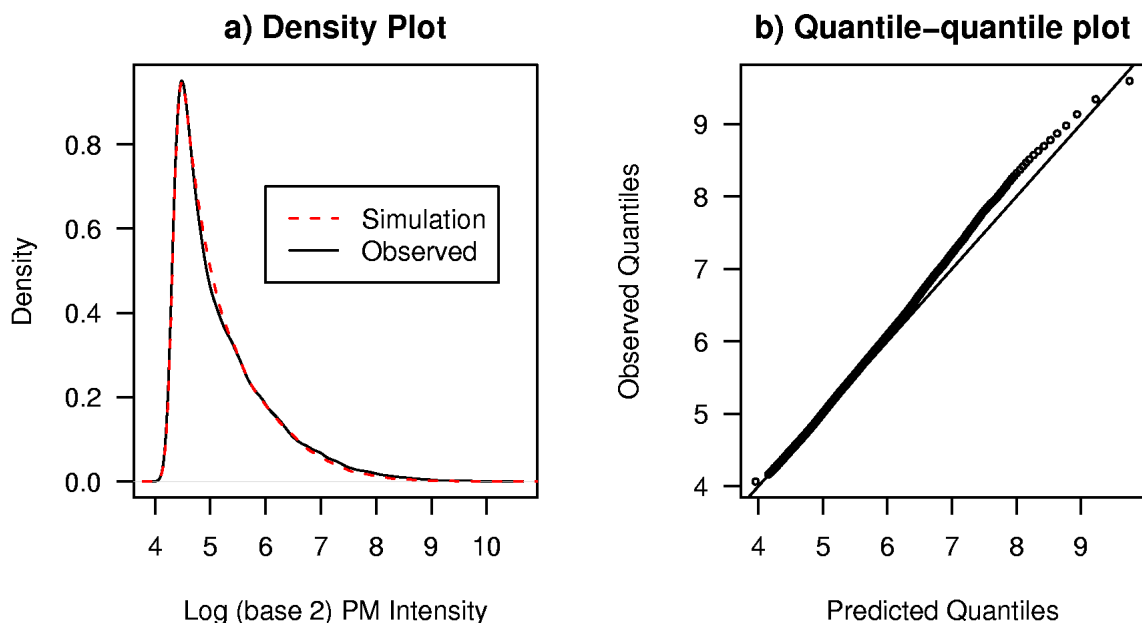 a) Density Plot
Density
0.8
0.6
0.4
0.2
0.0
Simulation
Observed
4 5 6 7 8 9 10
Log (base 2) PM Intensity
b) Quantile−quantile plot
Observed Quantiles
9
8
7
6
5
4
4 5 6 7 8 9
Predicted Quantiles